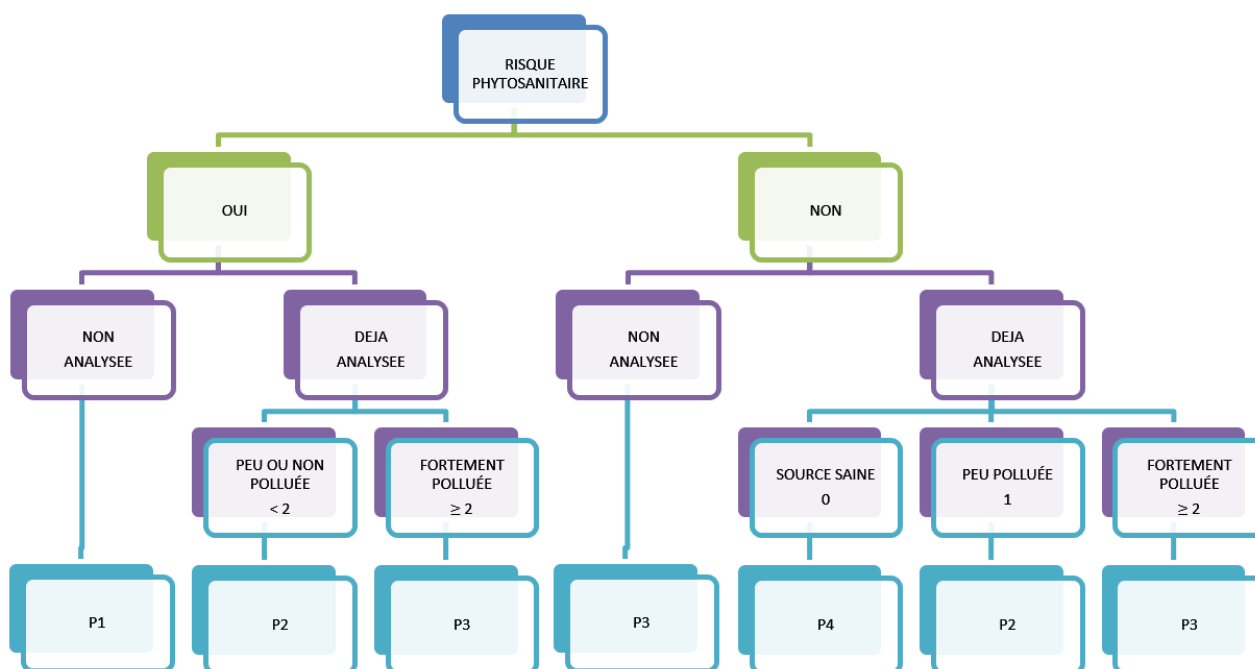 RISQUE
PHYTOSANITAIRE
OUI
NON
NON
ANALYSEE
DEJA
ANALYSEE
NON
ANALYSEE
DEJA
ANALYSEE
PEU OU NON
POLLUÉE
< 2
FORTEMENT
POLLUÉE
≥ 2
SOURCE SAINE
0
PEU POLLUÉE
1
FORTEMENT
POLLUÉE
≥ 2
P1
P2
P3
P3
P4
P2
P3